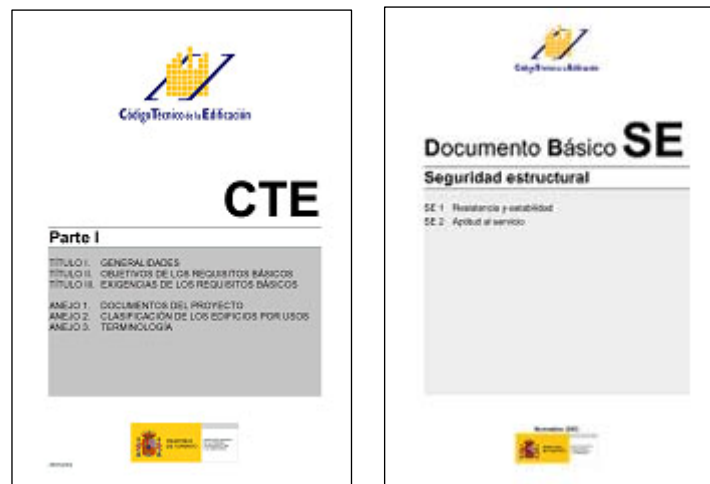 Código Técnico de la Edificación
CTE
Parte I
TÍTULO I. GENERALIDADES
TÍTULO II. OBJETIVOS DE LOS REQUISITOS BÁSICOS
TÍTULO III. EXIGENCIAS DE LOS REQUISITOS BÁSICOS
ANEJO 1. DOCUMENTOS DEL PROYECTO
ANEJO 2. CLASIFICACIÓN DE LOS EDIFICIOS POR USOS
ANEJO 3. TERMINOLOGÍA
MINISTERIO
DE FOMENTO
Código Técnico de la Edificación
Documento Básico SE
Seguridad estructural
SE 1 Resistencia y estabilidad
SE 2 Aptitud al servicio